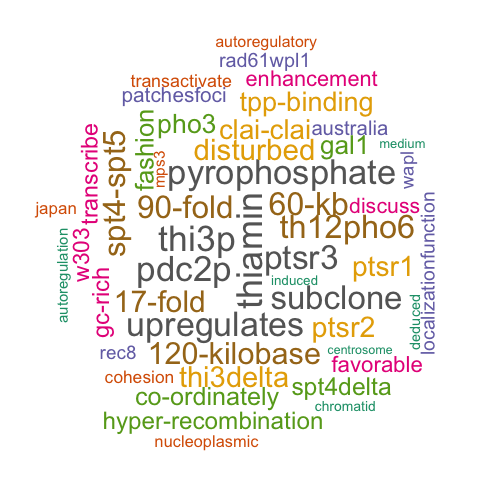 autoregulatory
rad61wpl1
transactivate
enhancement
patchesfoci
tpp-binding
fashion
pho3
clai-clai
australia
mps3
disturbed
gal1
medium
transcribe
spt4-spt5
pyrophosphate
wapl
japan
90-fold
60-kb
discuss
th12pho6
w303
thi3p
thiamin
ptsr3
localizationfunction
autoregulation
pdc2p
ptsr1
gc-rich
17-fold
induced
subclone
deduced
upregulates
ptsr2
rec8
120-kilobase
centrosome
favorable
cohesion
thi3delta
spt4delta
co-ordinately
chromatid
hyper-recombination
nucleoplasmic